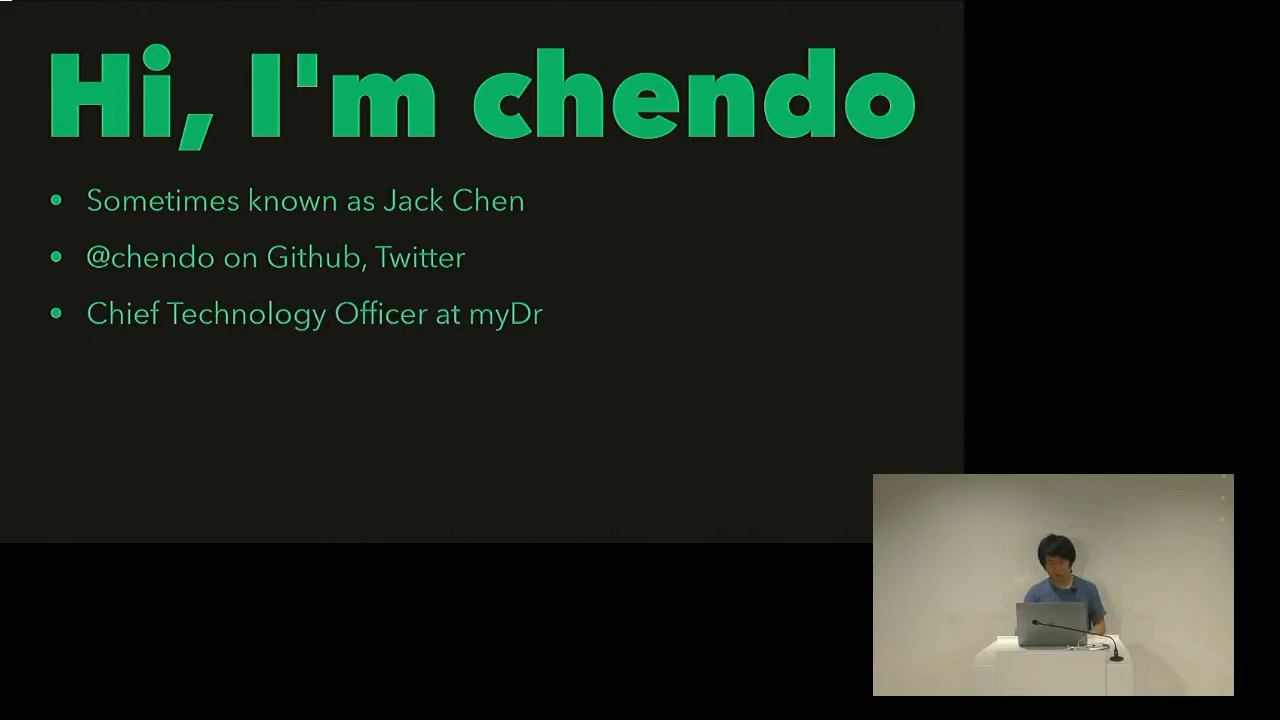 Hi, I'm chendo
Sometimes known as Jack Chen
@chendo on Github, Twitter
Chief Technology Officer at myDr